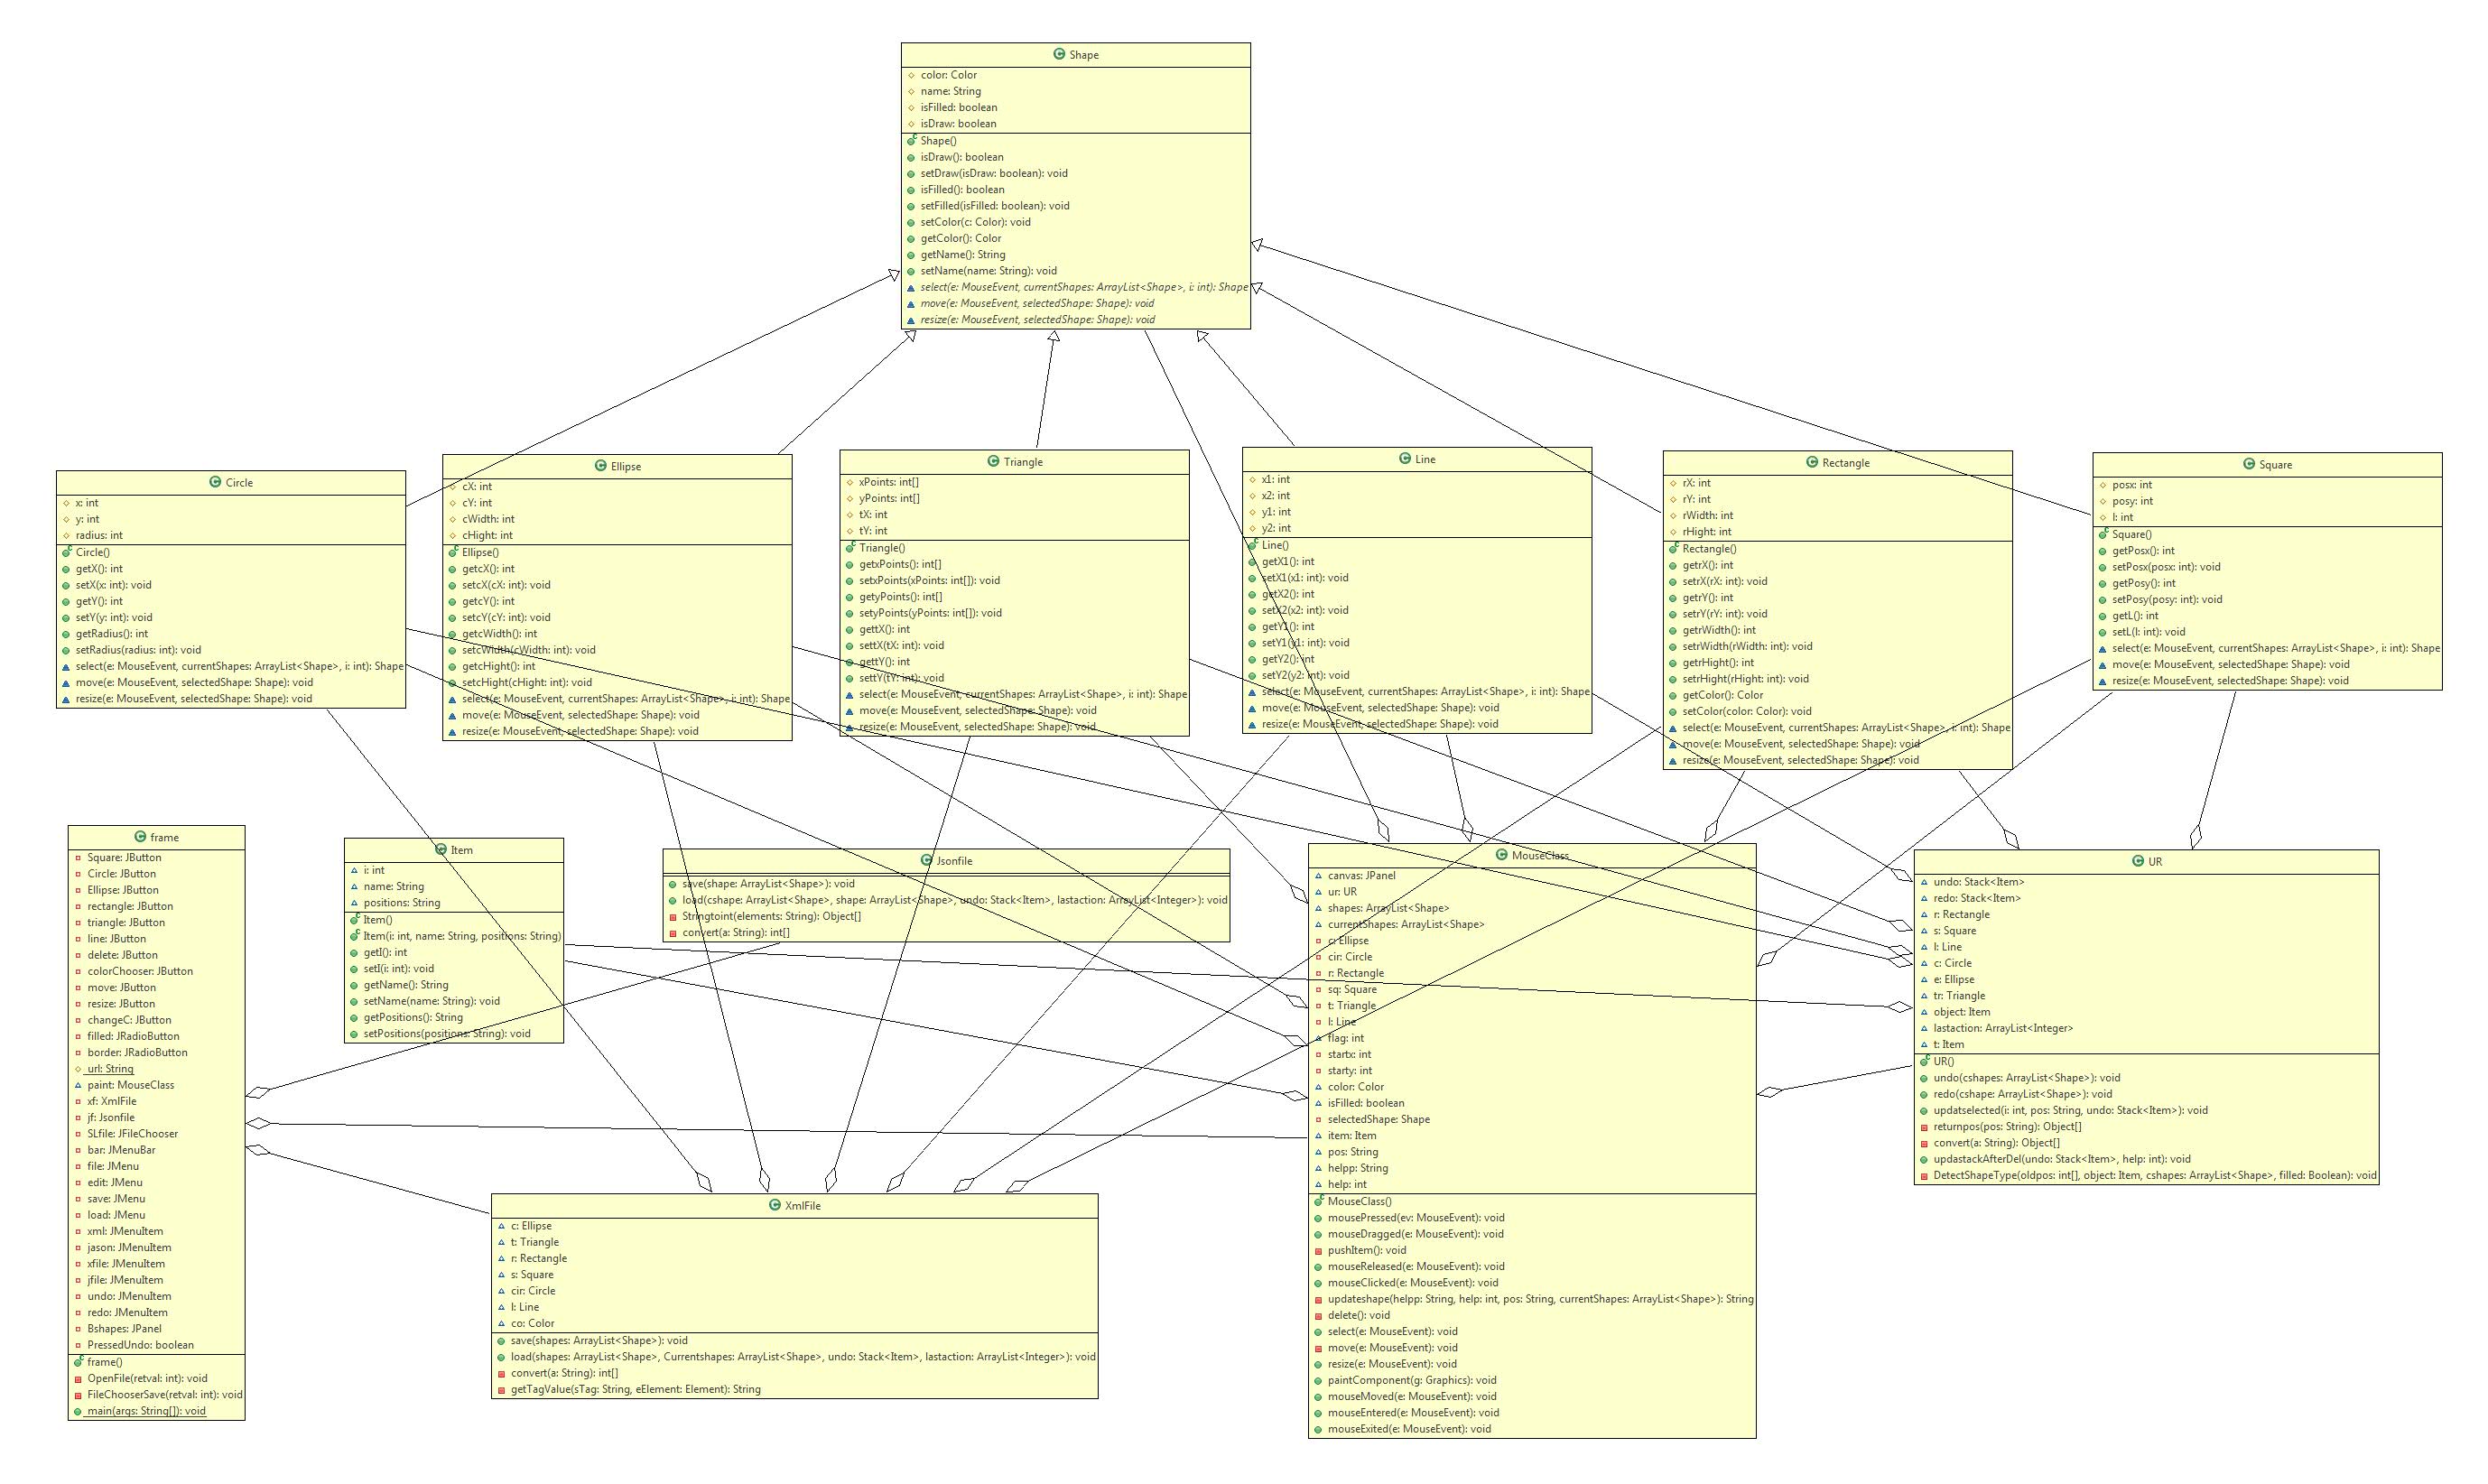 Shape
color: Color
name: String
isFilled: boolean
isDraw: boolean
Shape()
isDraw(): boolean
setDraw(isDraw: boolean): void
isFilled(): boolean
setFilled(isFilled: boolean): void
setColor(c: Color): void
getColor(): Color
getName(): String
setName(name: String): void
select(e: MouseEvent, currentShapes: ArrayList<Shape>, i: int): Shape
move(e: MouseEvent, selectedShape: Shape): void
resize(e: MouseEvent, selectedShape: Shape): void
Circle
x: int
y: int
radius: int
Circle()
getX(): int
setX(x: int): void
getY(): int
setY(y: int): void
getRadius(): int
setRadius(radius: int): void
select(e: MouseEvent, currentShapes: ArrayList<Shape>, i: int): Shape
move(e: MouseEvent, selectedShape: Shape): void
resize(e: MouseEvent, selectedShape: Shape): void
Ellipse
cX: int
cY: int
cWidth: int
cHight: int
Ellipse()
getcX(): int
setcX(cX: int): void
getcY(): int
setcY(cY: int): void
getcWidth(): int
setcWidth(cWidth: int): void
getcHight(): int
setcHight(cHight: int): void
select(e: MouseEvent, currentShapes: ArrayList<Shape>, i: int): Shape
move(e: MouseEvent, selectedShape: Shape): void
resize(e: MouseEvent, selectedShape: Shape): void
Triangle
xPoints: int[]
yPoints: int[]
tX: int
tY: int
Triangle()
getxPoints(): int[]
setxPoints(xPoints: int[]): void
getyPoints(): int[]
setyPoints(yPoints: int[]): void
gettX(): int
settX(tX: int): void
gettY(): int
settY(tY: int): void
select(e: MouseEvent, currentShapes: ArrayList<Shape>, i: int): Shape
move(e: MouseEvent, selectedShape: Shape): void
resize(e: MouseEvent, selectedShape: Shape): void
Line
x1: int
x2: int
y1: int
y2: int
Line()
getX1(): int
setX1(x1: int): void
getX2(): int
setX2(x2: int): void
getY1(): int
setY1(y1: int): void
getY2(): int
setY2(y2: int): void
select(e: MouseEvent, currentShapes: ArrayList<Shape>, i: int): Shape
move(e: MouseEvent, selectedShape: Shape): void
resize(e: MouseEvent, selectedShape: Shape): void
Rectangle
rX: int
rY: int
rWidth: int
rHight: int
Rectangle()
getrX(): int
setrX(rX: int): void
getrY(): int
setrY(rY: int): void
getrWidth(): int
setrWidth(rWidth: int): void
getrHight(): int
setrHight(rHight: int): void
getColor(): Color
setColor(color: Color): void
select(e: MouseEvent, currentShapes: ArrayList<Shape>, i: int): Shape
move(e: MouseEvent, selectedShape: Shape): void
resize(e: MouseEvent, selectedShape: Shape): void
Square
posx: int
posy: int
l: int
Square()
getPosx(): int
setPosx(posx: int): void
getPosy(): int
setPosy(posy: int): void
getL(): int
setL(l: int): void
select(e: MouseEvent, currentShapes: ArrayList<Shape>, i: int): Shape
move(e: MouseEvent, selectedShape: Shape): void
resize(e: MouseEvent, selectedShape: Shape): void
frame
Square: JButton
Circle: JButton
Ellipse: JButton
rectangle: JButton
triangle: JButton
line: JButton
delete: JButton
colorChooser: JButton
move: JButton
resize: JButton
changeC: JButton
filled: JRadioButton
border: JRadioButton
url: String
paint: MouseClass
xf: XmlFile
jf: Jsonfile
SLfile: JFileChooser
bar: JMenuBar
file: JMenu
edit: JMenu
save: JMenu
load: JMenu
xml: JMenuItem
jason: JMenuItem
xfile: JMenuItem
jfile: JMenuItem
undo: JMenuItem
redo: JMenuItem
Bshapes: JPanel
PressedUndo: boolean
frame()
OpenFile(retval: int): void
FileChooserSave(retval: int): void
main(args: String[]): void
Item
i: int
name: String
positions: String
Item()
Item(i: int, name: String, positions: String)
getI(): int
setI(i: int): void
getName(): String
setName(name: String): void
getPositions(): String
setPositions(positions: String): void
Jsonfile
save(shape: ArrayList<Shape>): void
load(cshape: ArrayList<Shape>, shape: ArrayList<Shape>, undo: Stack<Item>, lastaction: ArrayList<Integer>): void
Stringtoint(elements: String): Object[]
convert(a: String): int[]
XmlFile
c: Ellipse
t: Triangle
r: Rectangle
s: Square
cir: Circle
l: Line
co: Color
save(shapes: ArrayList<Shape>): void
load(shapes: ArrayList<Shape>, Currentshapes: ArrayList<Shape>, undo: Stack<Item>, lastaction: ArrayList<Integer>): void
convert(a: String): int[]
getTagValue(sTag: String, eElement: Element): String
MouseClass
canvas: JPanel
ur: UR
shapes: ArrayList<Shape>
currentShapes: ArrayList<Shape>
c: Ellipse
cir: Circle
r: Rectangle
sq: Square
t: Triangle
l: Line
flag: int
startx: int
starty: int
color: Color
isFilled: boolean
selectedShape: Shape
item: Item
pos: String
helpp: String
help: int
MouseClass()
mousePressed(ev: MouseEvent): void
mouseDragged(e: MouseEvent): void
pushItem(): void
mouseReleased(e: MouseEvent): void
mouseClicked(e: MouseEvent): void
updateshape(helpp: String, help: int, pos: String, currentShapes: ArrayList<Shape>): String
delete(): void
select(e: MouseEvent): void
move(e: MouseEvent): void
resize(e: MouseEvent): void
paintComponent(g: Graphics): void
mouseMoved(e: MouseEvent): void
mouseEntered(e: MouseEvent): void
mouseExited(e: MouseEvent): void
UR
undo: Stack<Item>
redo: Stack<Item>
r: Rectangle
s: Square
l: Line
c: Circle
e: Ellipse
tr: Triangle
object: Item
lastaction: ArrayList<Integer>
t: Item
UR()
undo(cshapes: ArrayList<Shape>): void
redo(cshape: ArrayList<Shape>): void
updatselected(i: int, pos: String, undo: Stack<Item>): void
returnpos(pos: String): Object[]
convert(a: String): Object[]
updastackAfterDel(undo: Stack<Item>, help: int): void
DetectShapeType(oldpos: int[], object: Item, cshapes: ArrayList<Shape>, filled: Boolean): void